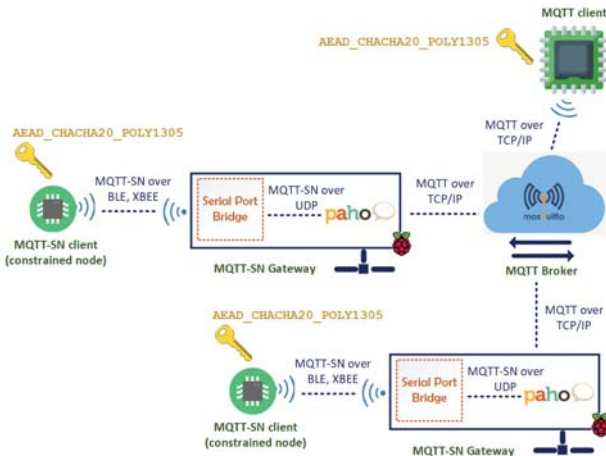 MQTT client
AEAD_CHACHA20_POLY1305
MQTT over
TCP/IP
AEAD_CHACHA20_POLY1305
MQTT-SN over
BLE, XBEE
Serial Port
Bridge
MQTT-SN over
UDP
paho
MQTT over
TCP/IP
mosquitto
MQTT-SN client
(constrained node)
MQTT-SN Gateway
MQTT Broker
MQTT over
TCP/IP
AEAD_CHACHA20_POLY1305
MQTT-SN over
BLE, XBEE
Serial Port
Bridge
MQTT-SN over
UDP
paho
MQTT-SN client
(constrained node)
MQTT-SN Gateway